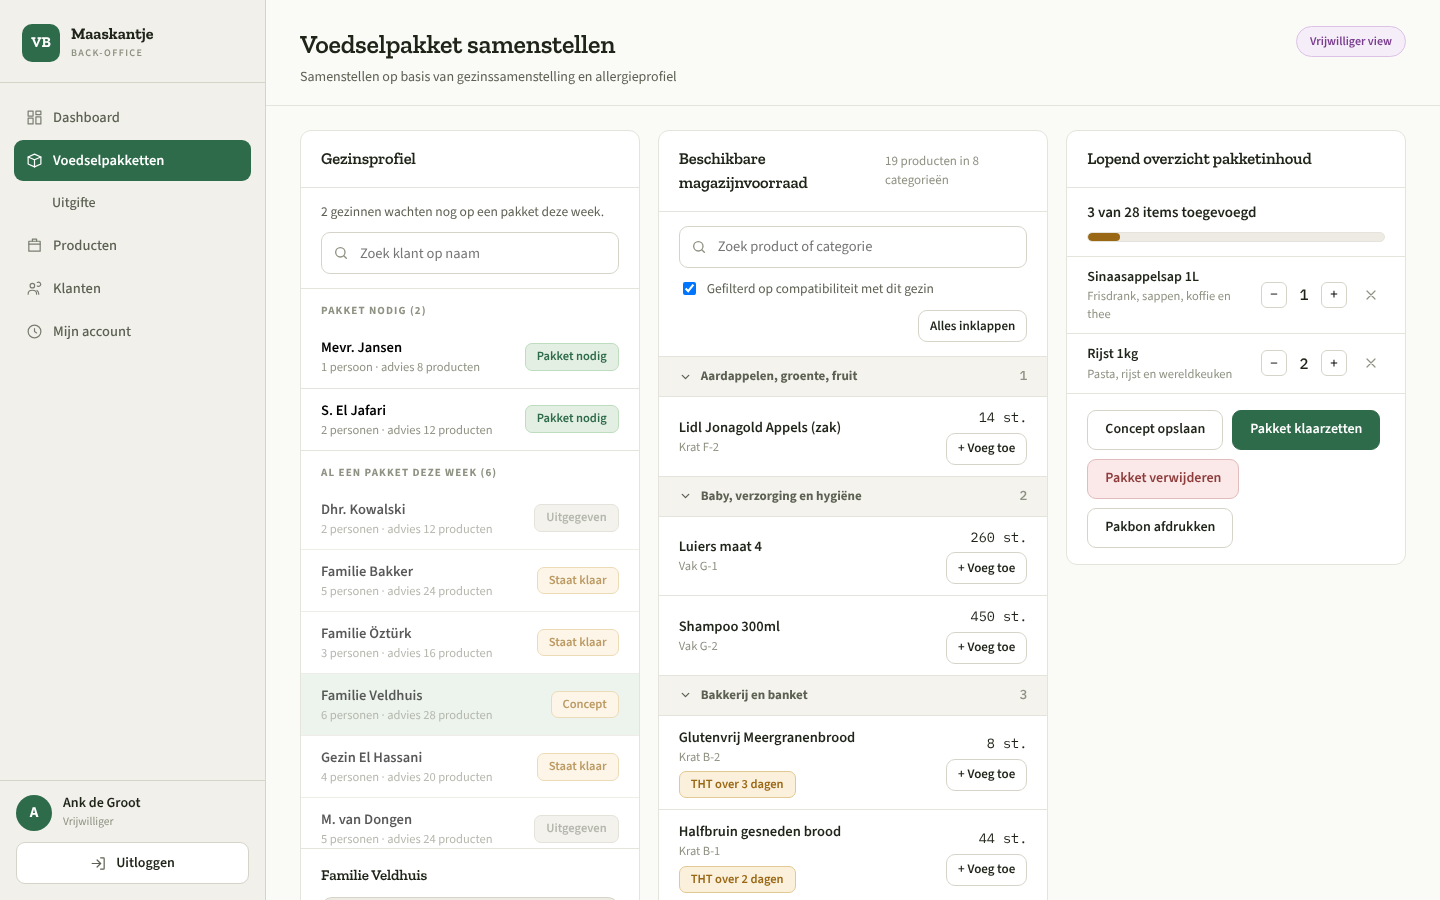 VB
Maaskantje
BACK-OFFICE
Dashboard
Voedselpakketten
Uitgifte
Producten
Klanten
Mijn account
A
Ank de Groot
Vrijwilliger
Uitloggen
Voedselpakket samenstellen
Samenstellen op basis van gezinssamenstelling en allergieprofiel
Vrijwilliger view
Gezinsprofiel
2 gezinnen wachten nog op een pakket deze week.
Zoek klant op naam
PAKKET NODIG (2)
Mevr. Jansen
1 persoon · advies 8 producten
Pakket nodig
S. El Jafari
2 personen · advies 12 producten
Pakket nodig
AL EEN PAKKET DEZE WEEK (6)
Dhr. Kowalski
2 personen · advies 12 producten
Uitgegeven
Familie Bakker
5 personen · advies 24 producten
Staat klaar
Familie Öztürk
3 personen · advies 16 producten
Staat klaar
Familie Veldhuis
6 personen · advies 28 producten
Concept
Gezin El Hassani
4 personen · advies 20 producten
Staat klaar
M. van Dongen
5 personen · advies 24 producten
Uitgegeven
Familie Veldhuis
Beschikbare
magazijnvoorraad
19 producten in 8
categorieën
Zoek product of categorie
Gefilterd op compatibiliteit met dit gezin
Alles inklappen
Aardappelen, groente, fruit 1
Lidl Jonagold Appels (zak)
Krat F-2
14 st.
+ Voeg toe
Baby, verzorging en hygiëne 2
Luiers maat 4
Vak G-1
260 st.
+ Voeg toe
Shampoo 300ml
Vak G-2
450 st.
+ Voeg toe
Bakkerij en banket 3
Glutenvrij Meergranenbrood
Krat B-2
THT over 3 dagen
8 st.
+ Voeg toe
Halfbruin gesneden brood
Krat B-1
THT over 2 dagen
44 st.
+ Voeg toe
Lopend overzicht pakketinhoud
3 van 28 items toegevoegd
Sinaasappelsap 1L
Frisdrank, sappen, koffie en
thee
− 1 +
Rijst 1kg
Pasta, rijst en wereldkeuken
− 2 +
Concept opslaan
Pakket klaarzetten
Pakket verwijderen
Pakbon afdrukken